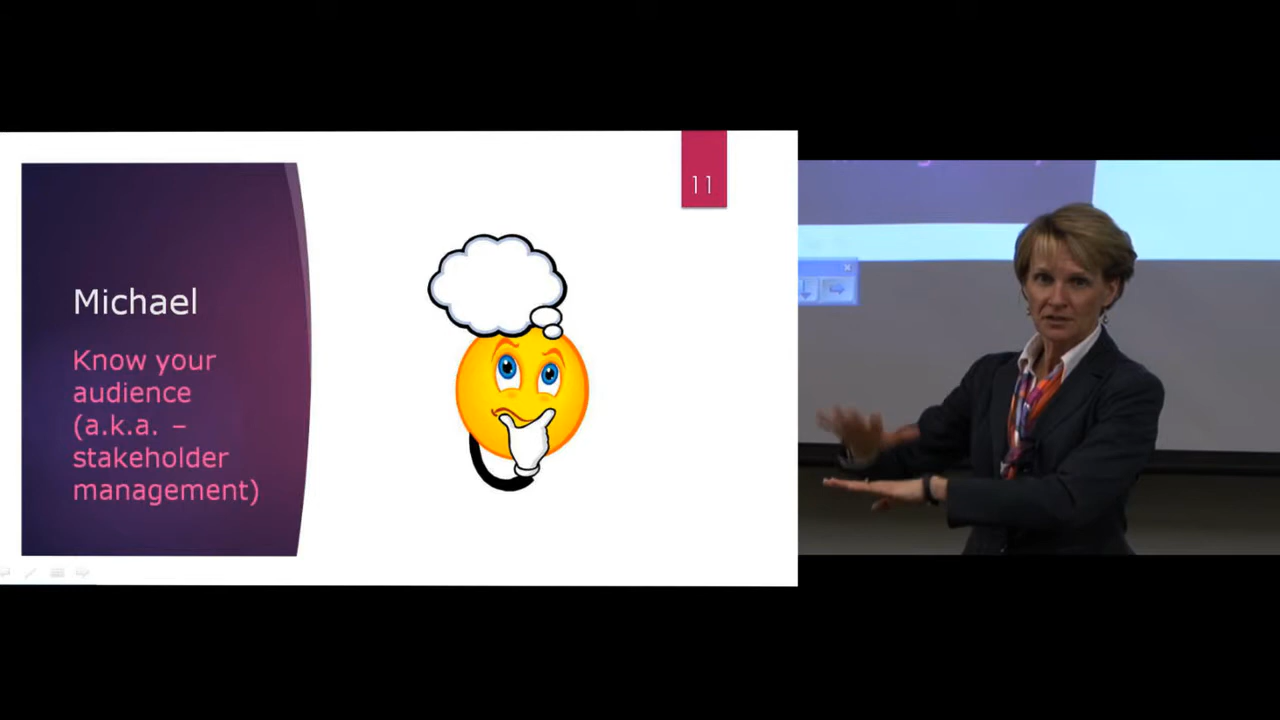 11
Michael
Know your
audience
(a.k.a. –
stakeholder
management)